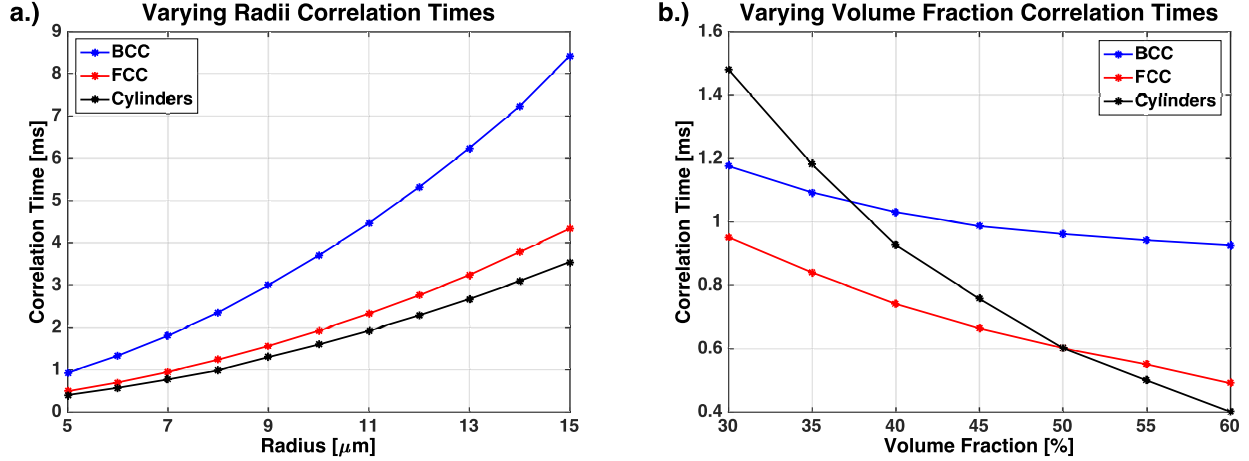 a.)
Varying Radii Correlation Times
9
8
7
6
5
4
3
2
1
0
Correlation Time [ms]
BCC
FCC
Cylinders
5 7 9 11 13 15
Radius [μm]
b.)
Varying Volume Fraction Correlation Times
1.6
1.4
1.2
1
0.8
0.6
0.4
Correlation Time [ms]
BCC
FCC
Cylinders
30 35 40 45 50 55 60
Volume Fraction [%]